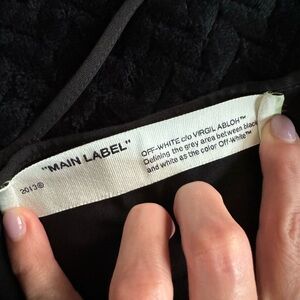 "MAIN LABEL"
2013®
OFF-WHITE c/o VIRGIL ABLOH™
Defining the grey area between black
and white as the color Off-White™